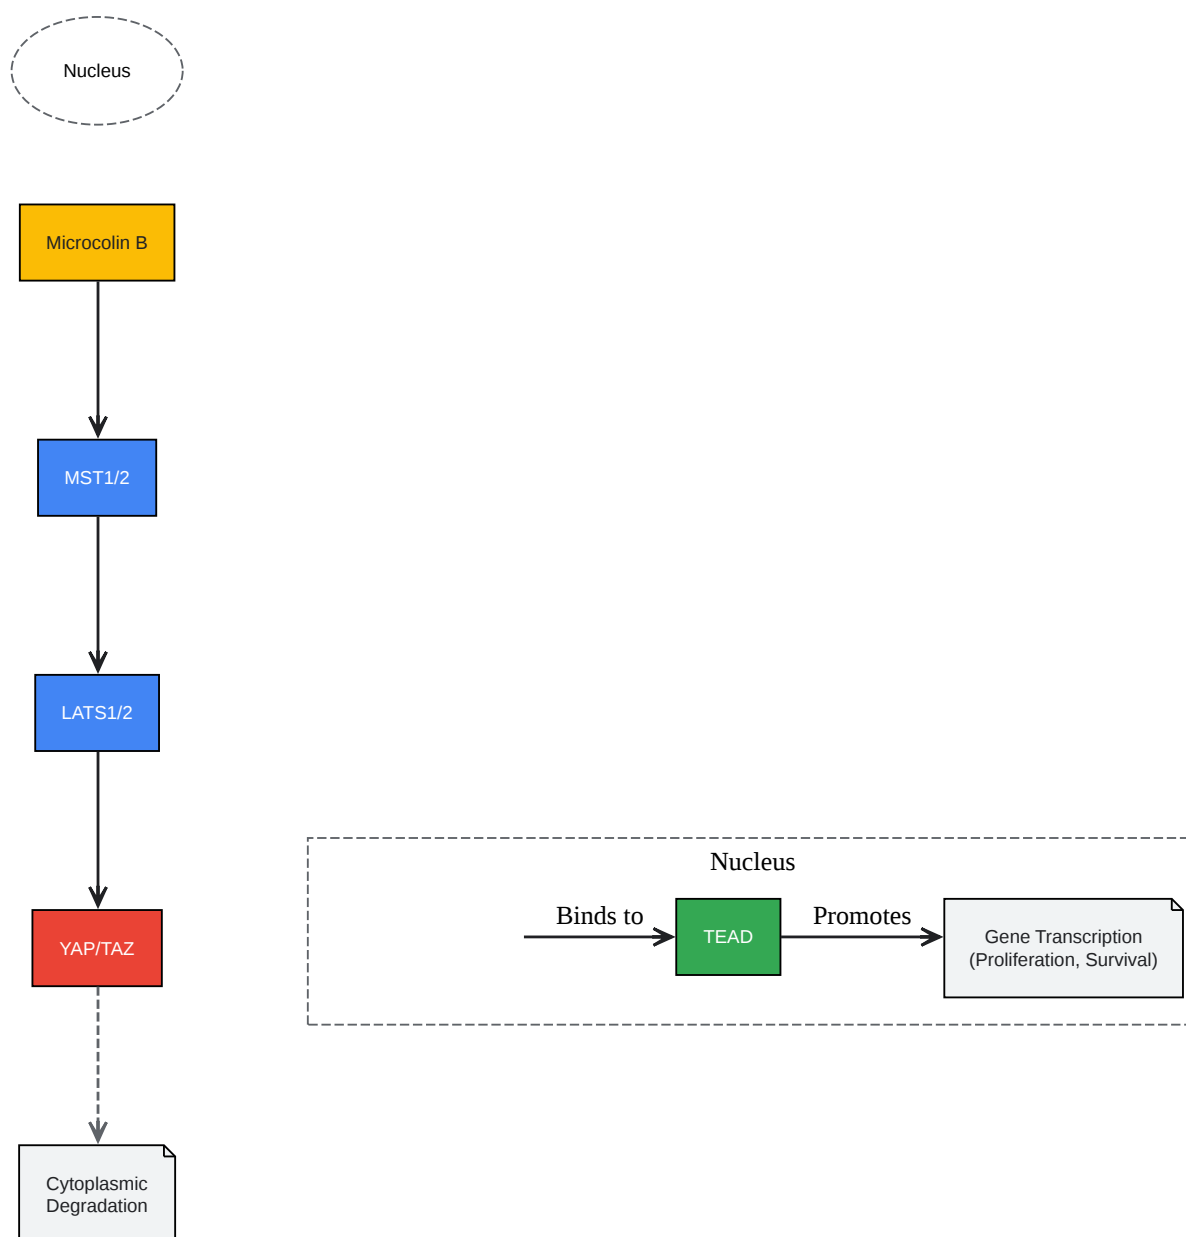 Nucleus
Microcolin B
MST1/2
LATS1/2
YAP/TAZ
Cytoplasmic
Degradation
Nucleus
Binds to
TEAD
Promotes
Gene Transcription
(Proliferation, Survival)